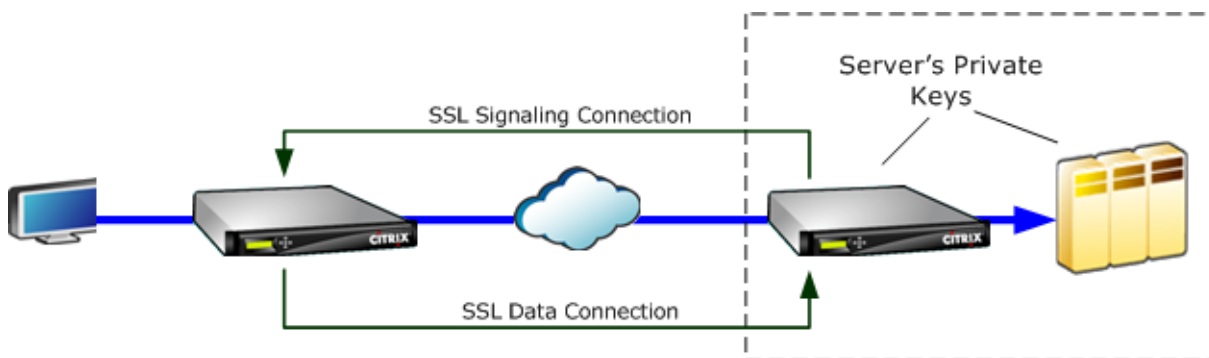 Server's Private
Keys
SSL Signaling Connection
CITRIX
CITRIX
SSL Data Connection